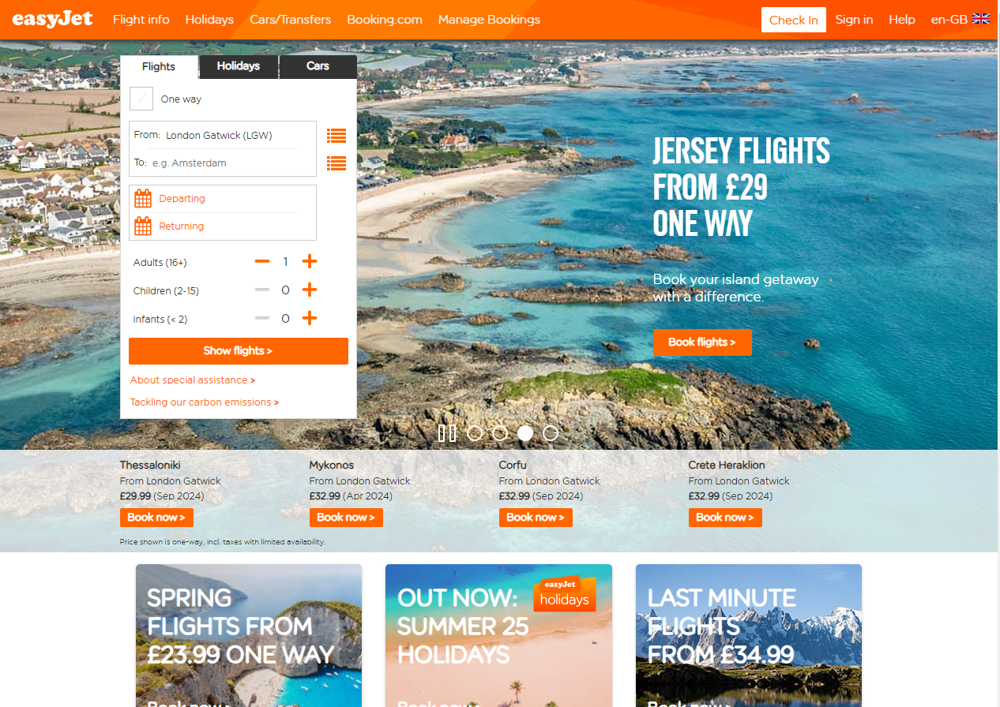 easyJet Flight info Holidays Cars/Transfers Booking.com Manage Bookings Check In Sign in Help en-GB
Flights Holidays Cars
One way
From: London Gatwick (LGW)
To: e.g. Amsterdam
Departing
Returning
Adults (16+) 1
Children (2-15) 0
Infants (< 2) 0
Show flights >
About special assistance >
Tackling our carbon emissions >
JERSEY FLIGHTS
FROM £29
ONE WAY
Book your island getaway
with a difference.
Book flights >
Thessaloniki
From London Gatwick
£29.99 (Sep 2024)
Book now >
Mykonos
From London Gatwick
£32.99 (Apr 2024)
Book now >
Corfu
From London Gatwick
£32.99 (Sep 2024)
Book now >
Crete Heraklion
From London Gatwick
£32.99 (Sep 2024)
Book now >
Price shown is one-way, incl. taxes with limited availability.
SPRING
FLIGHTS FROM
£23.99 ONE WAY
Book now >
OUT NOW:
SUMMER 25
HOLIDAYS
easyJet
holidays
Book now >
LAST MINUTE
FLIGHTS
FROM £34.99
Book now >